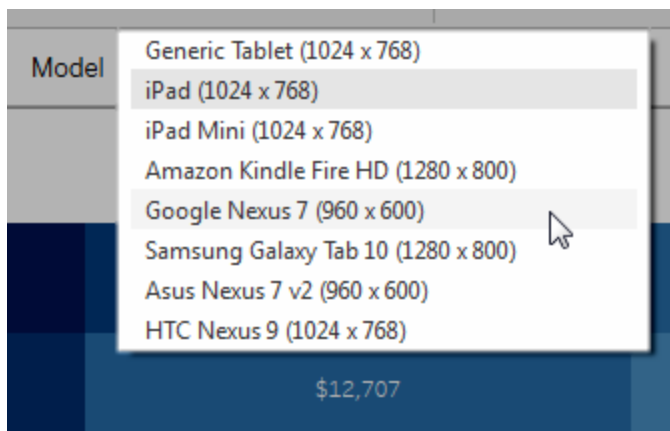 Model
Generic Tablet (1024 x 768)
iPad (1024 x 768)
iPad Mini (1024 x 768)
Amazon Kindle Fire HD (1280 x 800)
Google Nexus 7 (960 x 600)
Samsung Galaxy Tab 10 (1280 x 800)
Asus Nexus 7 v2 (960 x 600)
HTC Nexus 9 (1024 x 768)
$12,707